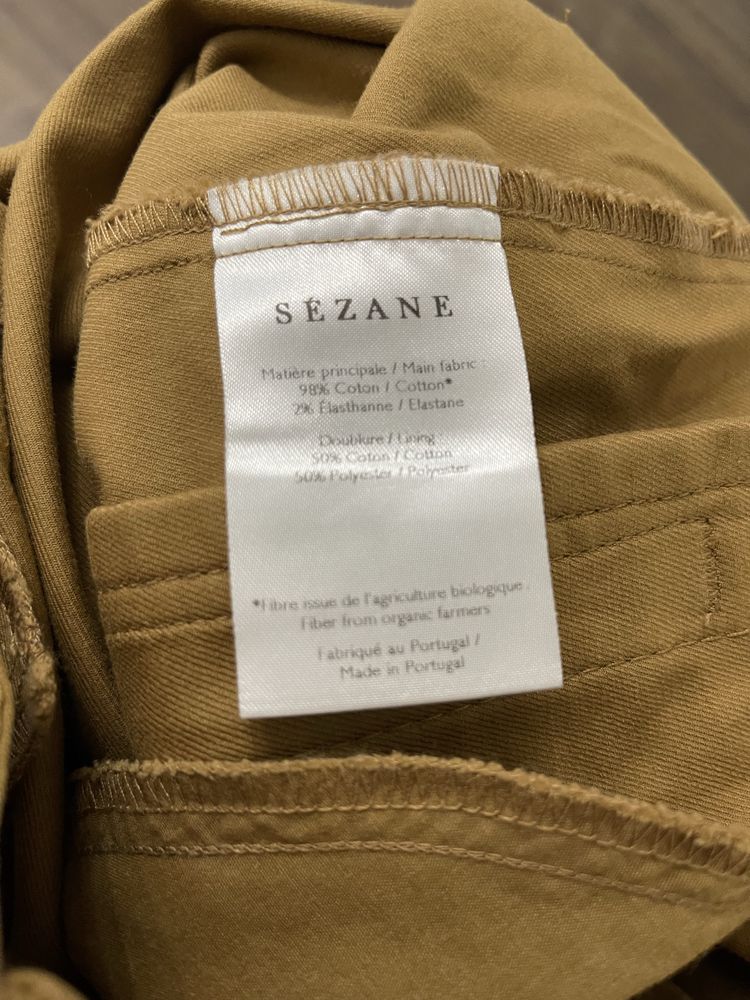 SÉZANE
Matière principale / Main fabric :
98% Coton / Cotton*
2% Élasthanne / Elastane
Doublure / Lining
50% Coton / Cotton
50% Polyester / Polyester
*Fibre issue de l'agriculture biologique .
Fiber from organic farmers
Fabriqué au Portugal /
Made in Portugal